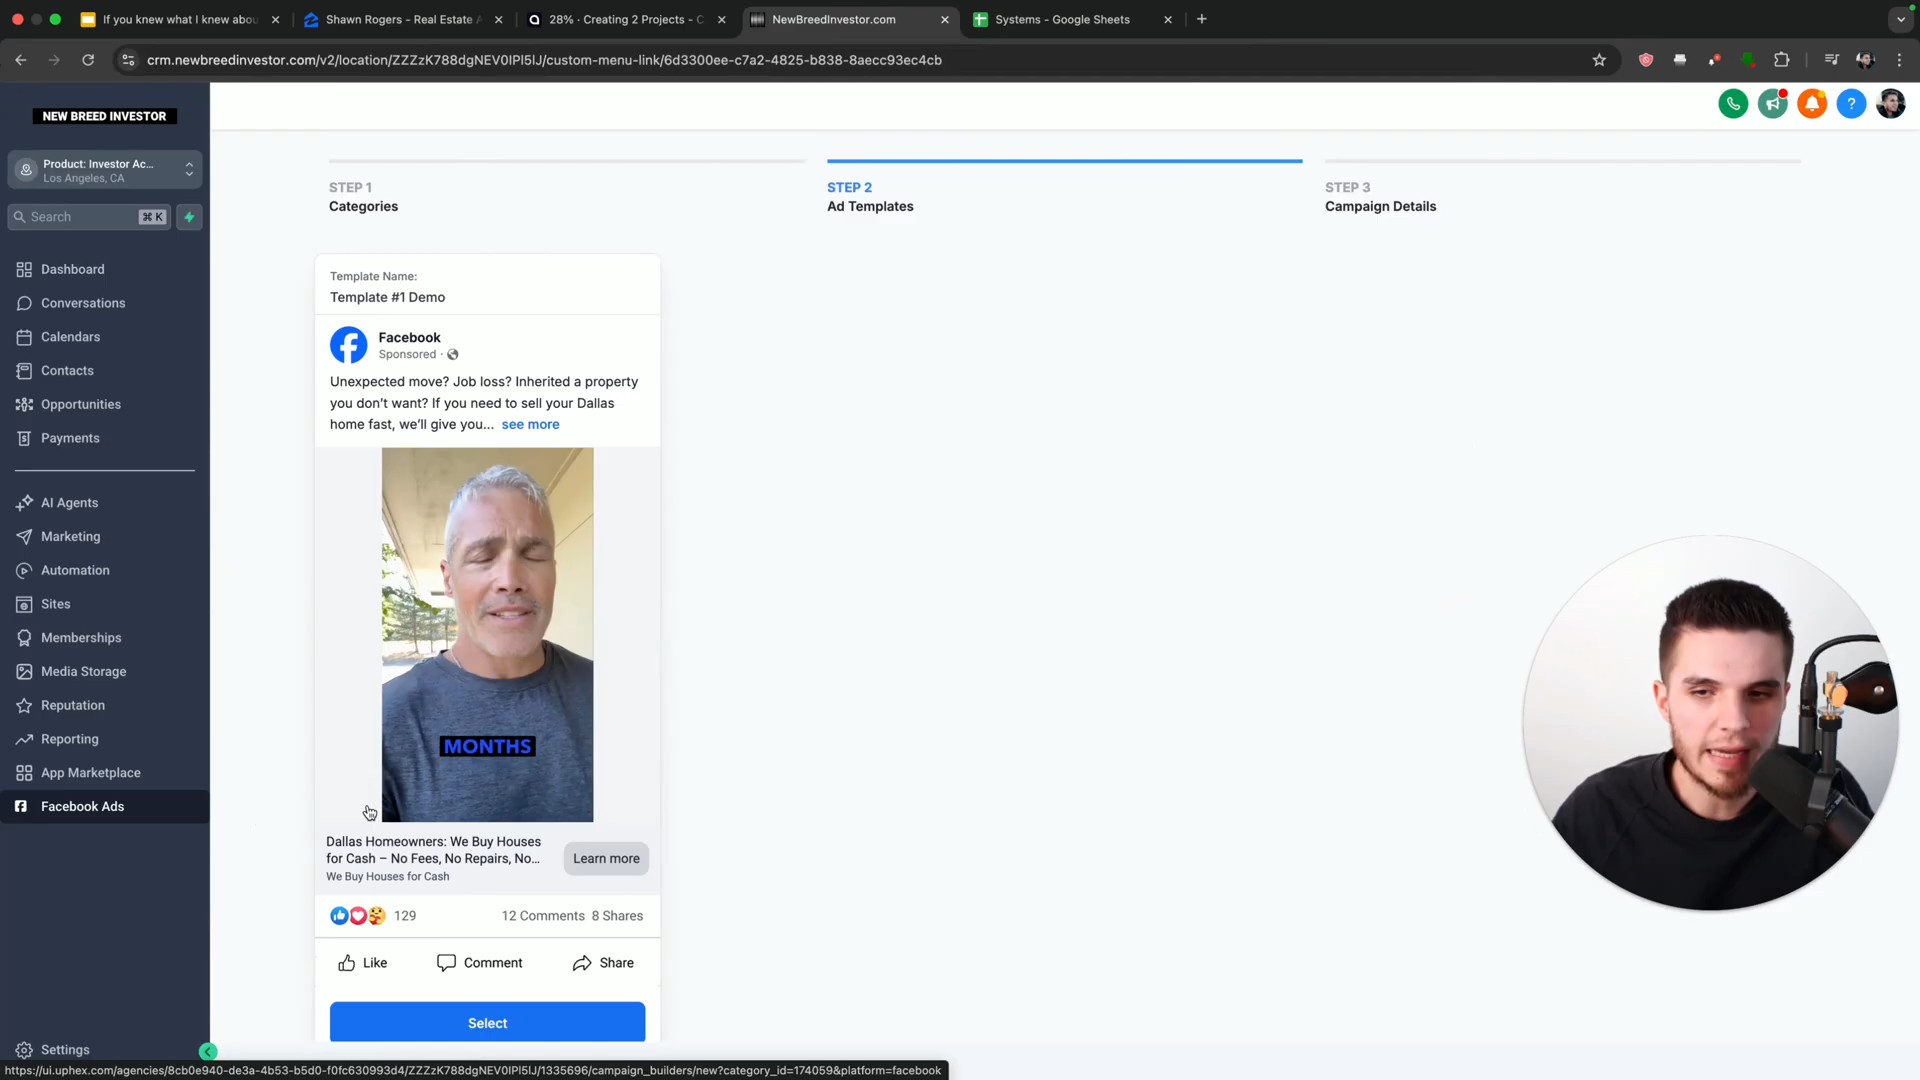 If you knew what I knew abou
Shawn Rogers - Real Estate A
28% · Creating 2 Projects - C
NewBreedInvestor.com
Systems - Google Sheets
crm.newbreedinvestor.com/v2/location/ZZZzK788dgNEV0IPl5lJ/custom-menu-link/6d3300ee-c7a2-4825-b838-8aecc93ec4cb
NEW BREED INVESTOR
Product: Investor Ac...
Los Angeles, CA
Search
⌘ K
Dashboard
Conversations
Calendars
Contacts
Opportunities
Payments
AI Agents
Marketing
Automation
Sites
Memberships
Media Storage
Reputation
Reporting
App Marketplace
Facebook Ads
Settings
STEP 1
Categories
STEP 2
Ad Templates
STEP 3
Campaign Details
Template Name:
Template #1 Demo
Facebook
Sponsored ·
Unexpected move? Job loss? Inherited a property
you don't want? If you need to sell your Dallas
home fast, we'll give you... see more
MONTHS
Dallas Homeowners: We Buy Houses
for Cash – No Fees, No Repairs, No...
We Buy Houses for Cash
Learn more
129
12 Comments 8 Shares
Like
Comment
Share
Select
https://ui.uphex.com/agencies/8cb0e940-de3a-4b53-b5d0-f0fc630993d4/ZZZzK788dgNEV0IPl5lJ/1335696/campaign_builders/new?category_id=174059&platform=facebook